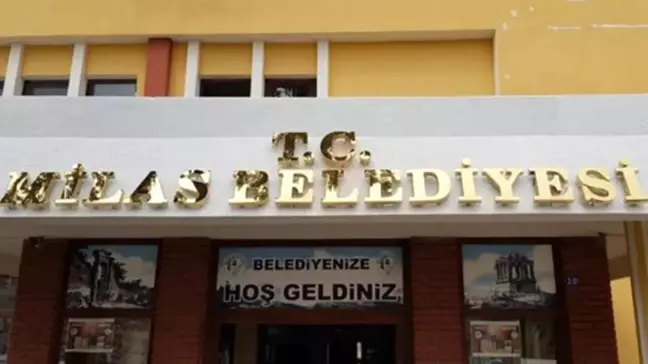 T.C.
MİLAS BELEDİYESİ
BELEDİYENİZE
HOŞ GELDİNİZ